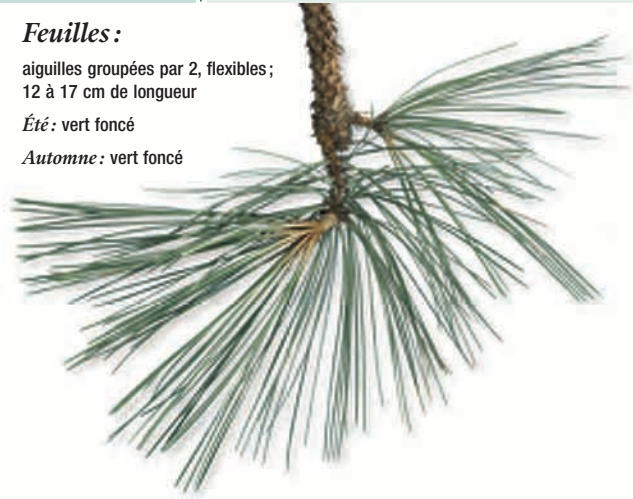 Feuilles :
aiguilles groupées par 2, flexibles ;
12 à 17 cm de longueur
Été : vert foncé
Automne : vert foncé